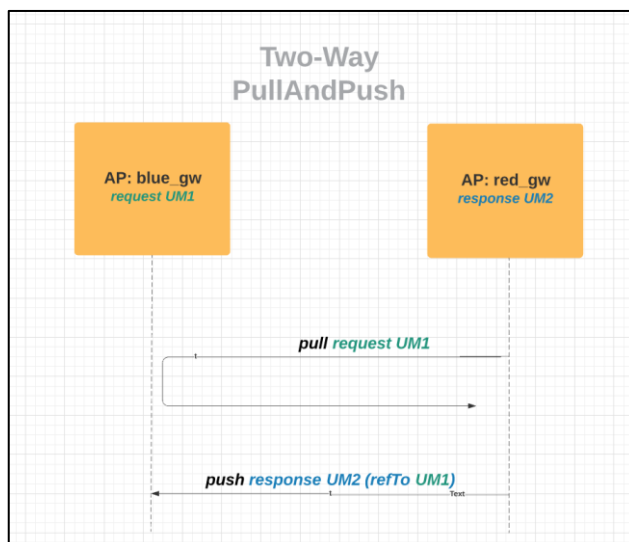 Two-Way
PullAndPush
AP: blue_gw
request UM1
AP: red_gw
response UM2
pull request UM1
push response UM2 (refTo UM1)
Text